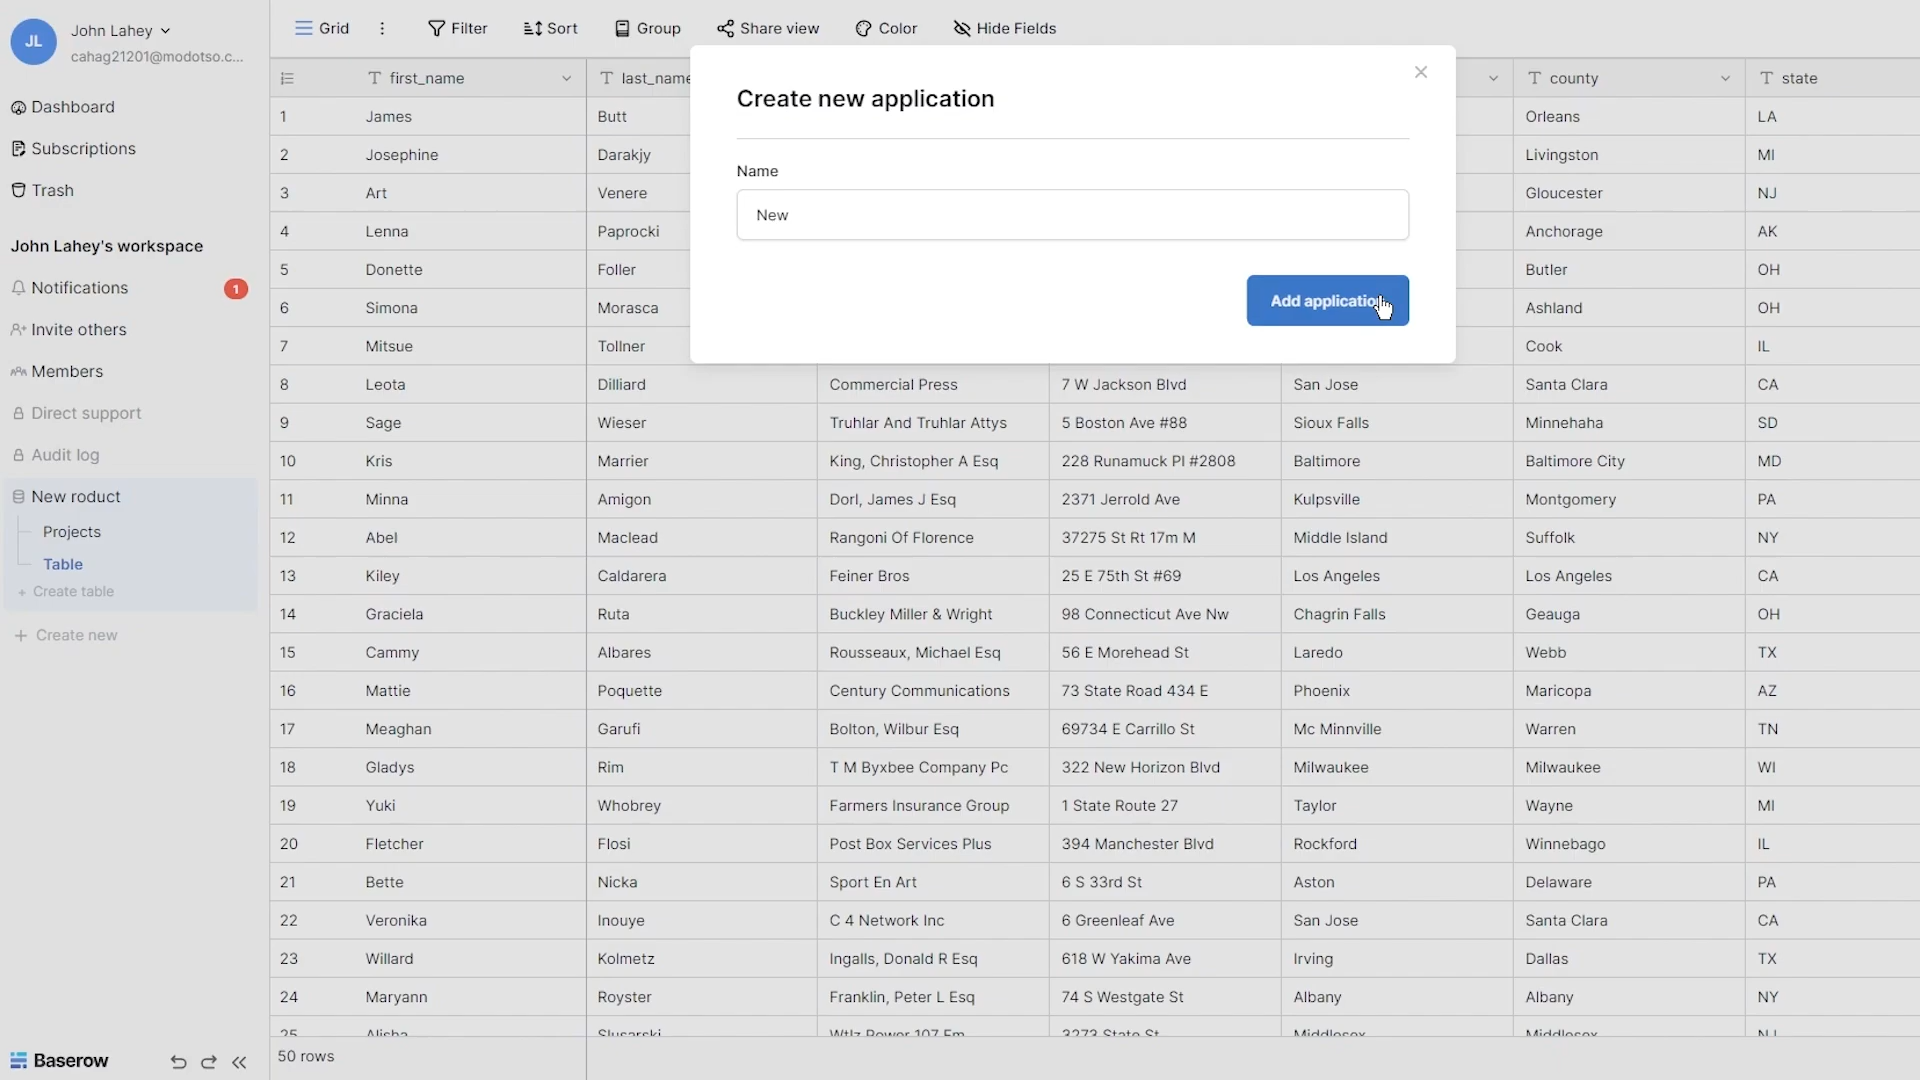 JL
John Lahey
cahag21201@modotso.c...
Dashboard
Subscriptions
Trash
John Lahey's workspace
Notifications 1
Invite others
Members
Direct support
Audit log
New roduct
Projects
Table
+ Create table
+ Create new
Baserow
Grid Filter Sort Group Share view Color Hide Fields
first_name last_name county state
Create new application
Name
New
Add application
1 James Butt Orleans LA
2 Josephine Darakjy Livingston MI
3 Art Venere Gloucester NJ
4 Lenna Paprocki Anchorage AK
5 Donette Foller Butler OH
6 Simona Morasca Ashland OH
7 Mitsue Tollner Cook IL
8 Leota Dilliard Commercial Press 7 W Jackson Blvd San Jose Santa Clara CA
9 Sage Wieser Truhlar And Truhlar Attys 5 Boston Ave #88 Sioux Falls Minnehaha SD
10 Kris Marrier King, Christopher A Esq 228 Runamuck Pl #2808 Baltimore Baltimore City MD
11 Minna Amigon Dorl, James J Esq 2371 Jerrold Ave Kulpsville Montgomery PA
12 Abel Maclead Rangoni Of Florence 37275 St Rt 17m M Middle Island Suffolk NY
13 Kiley Caldarera Feiner Bros 25 E 75th St #69 Los Angeles Los Angeles CA
14 Graciela Ruta Buckley Miller & Wright 98 Connecticut Ave Nw Chagrin Falls Geauga OH
15 Cammy Albares Rousseaux, Michael Esq 56 E Morehead St Laredo Webb TX
16 Mattie Poquette Century Communications 73 State Road 434 E Phoenix Maricopa AZ
17 Meaghan Garufi Bolton, Wilbur Esq 69734 E Carrillo St Mc Minnville Warren TN
18 Gladys Rim T M Byxbee Company Pc 322 New Horizon Blvd Milwaukee Milwaukee WI
19 Yuki Whobrey Farmers Insurance Group 1 State Route 27 Taylor Wayne MI
20 Fletcher Flosi Post Box Services Plus 394 Manchester Blvd Rockford Winnebago IL
21 Bette Nicka Sport En Art 6 S 33rd St Aston Delaware PA
22 Veronika Inouye C 4 Network Inc 6 Greenleaf Ave San Jose Santa Clara CA
23 Willard Kolmetz Ingalls, Donald R Esq 618 W Yakima Ave Irving Dallas TX
24 Maryann Royster Franklin, Peter L Esq 74 S Westgate St Albany Albany NY
25 Alisha Slusarski Wtlz Power 107 Fm 3273 State St Middlesex Middlesex NJ
50 rows